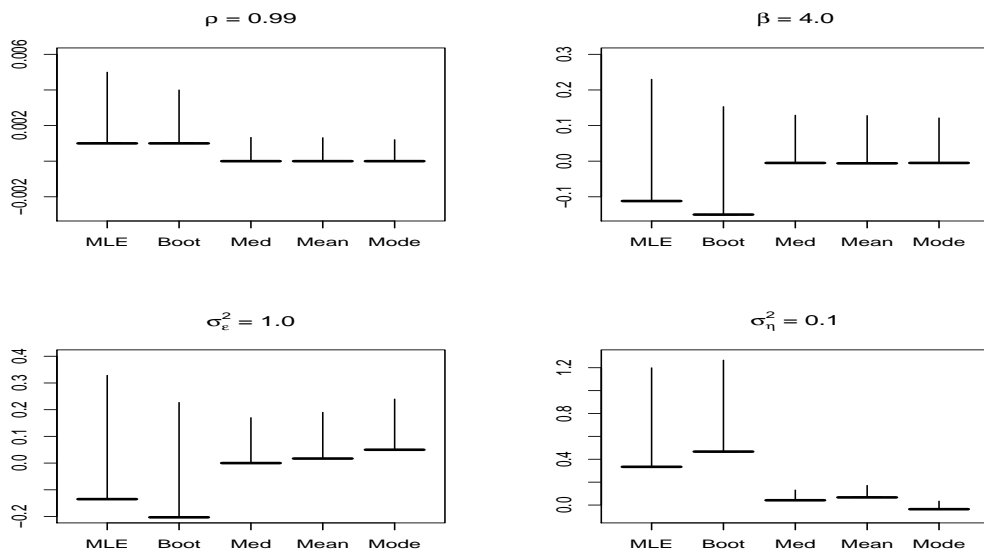 ρ = 0.99
0.006
0.002
−0.002
MLE Boot Med Mean Mode
β = 4.0
0.3
0.2
0.1
0.0
−0.1
MLE Boot Med Mean Mode
σ²ε = 1.0
0.4
0.3
0.2
0.1
0.0
−0.2
MLE Boot Med Mean Mode
σ²η = 0.1
1.2
0.8
0.4
0.0
MLE Boot Med Mean Mode